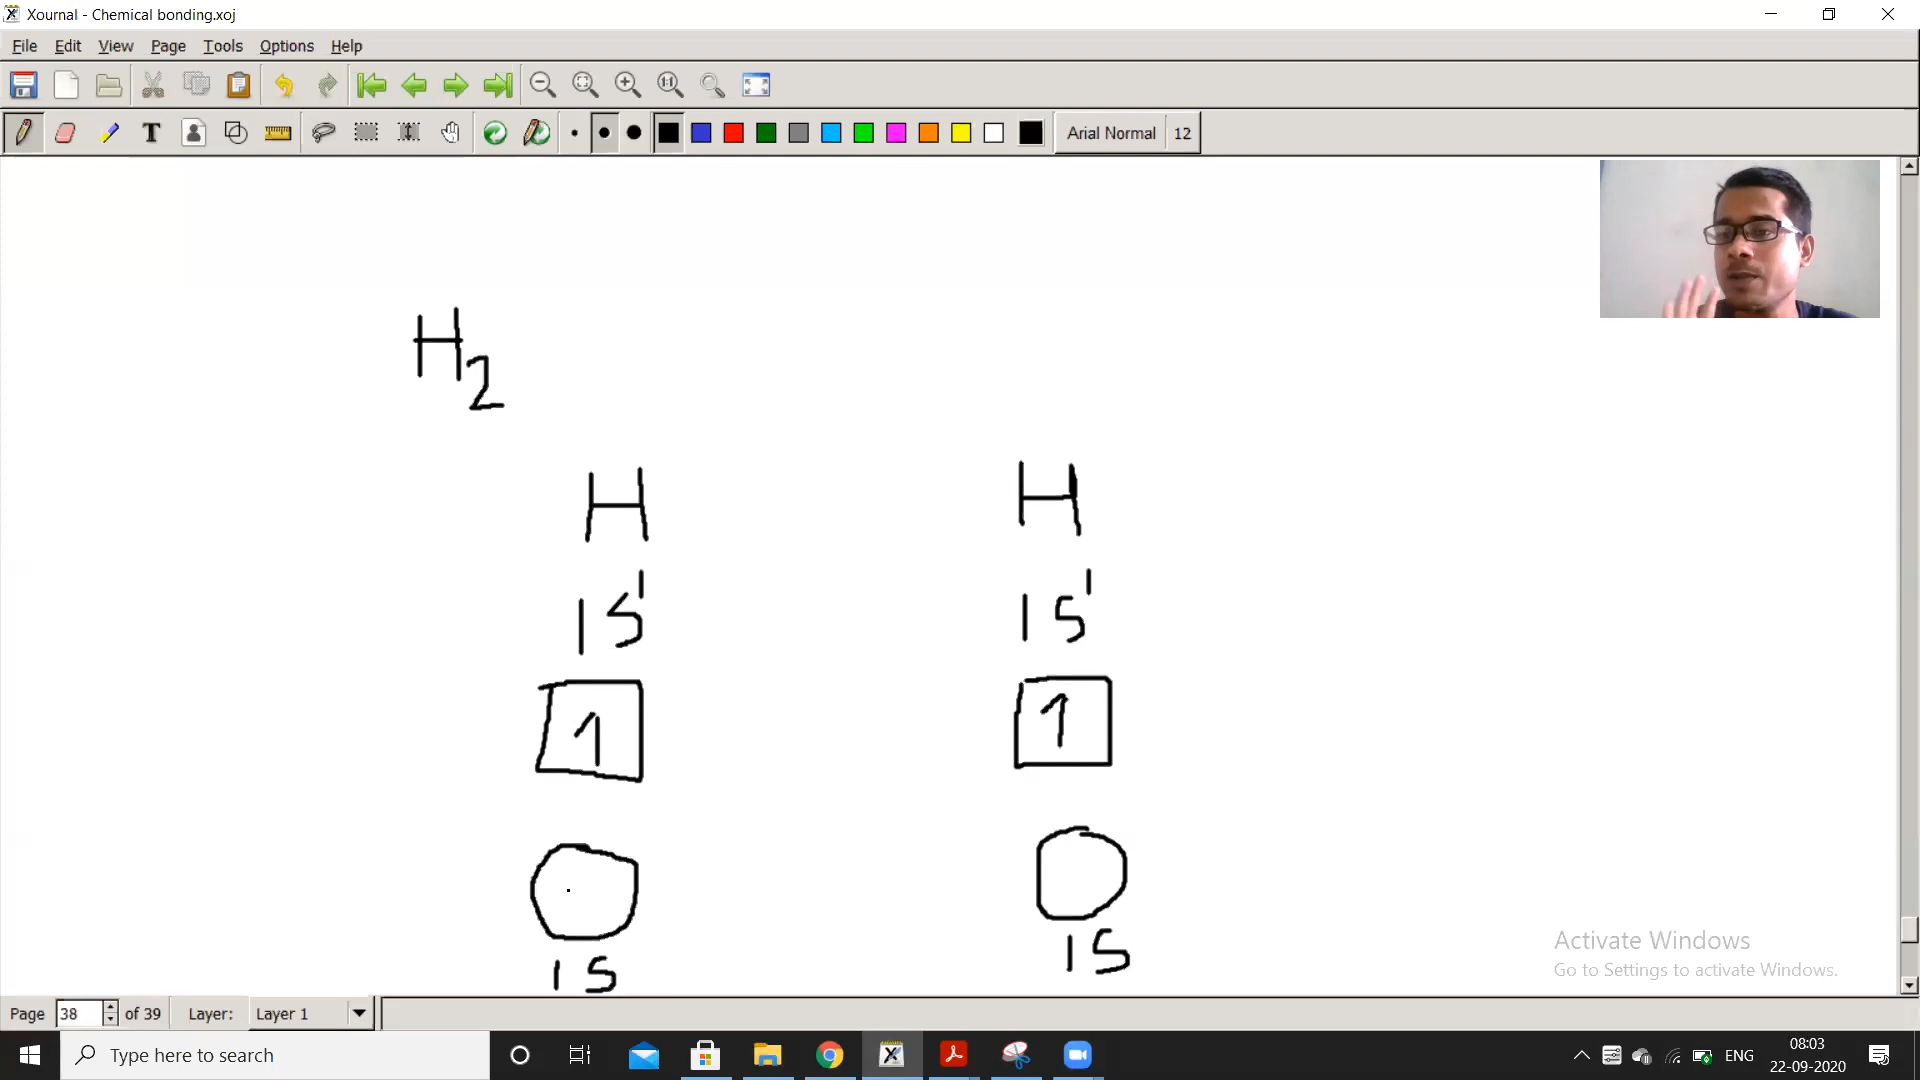 Xournal - Chemical bonding.xoj
File Edit View Page Tools Options Help
T Arial Normal 12
H2
H H
1S¹ 1S¹
1 1
1S 1S
Activate Windows
Go to Settings to activate Windows.
Page 38 of 39 Layer: Layer 1
Type here to search
ENG
08:03
22-09-2020